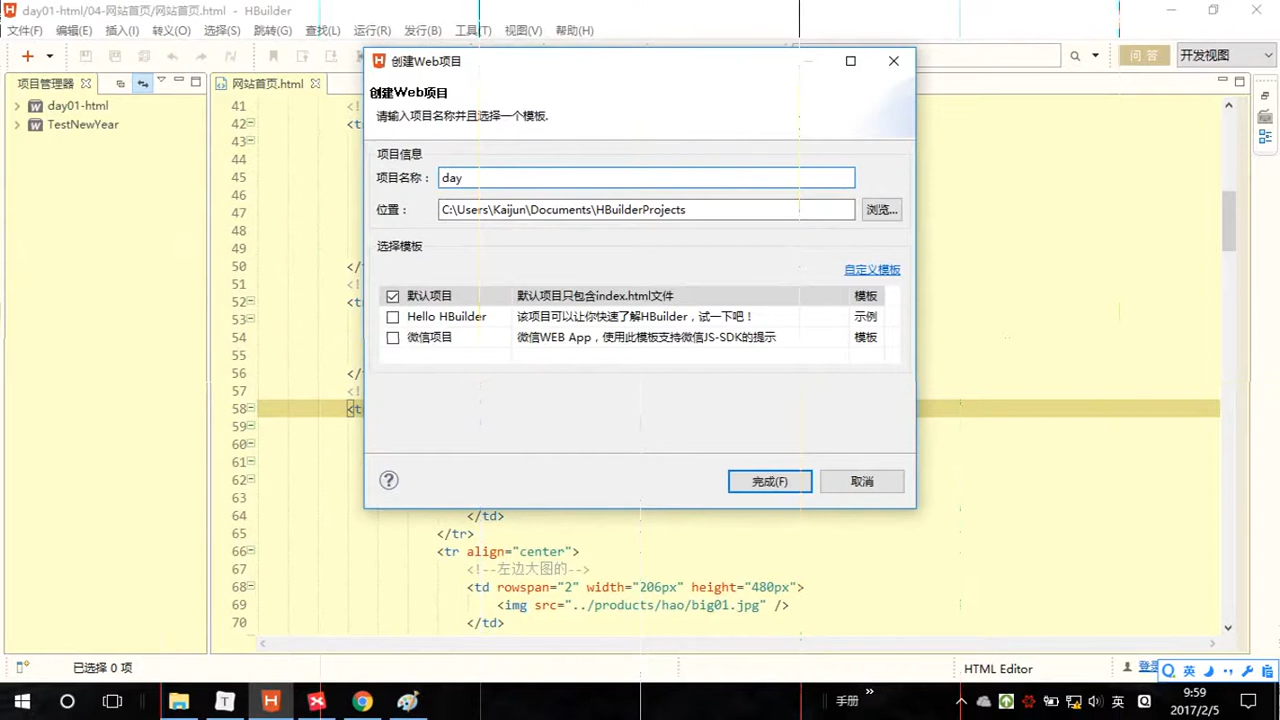 day01-html/04-网站首页/网站首页.html - HBuilder
文件(F) 编辑(E) 插入(I) 转义(O) 选择(S) 跳转(G) 查找(L) 运行(R) 发行(B) 工具(T) 视图(V) 帮助(H)
问 答 开发视图
项目管理器
网站首页.html
day01-html
TestNewYear
创建Web项目
创建Web项目
请输入项目名称并且选择一个模板.
项目信息
项目名称： day
位置： C:\Users\Kaijun\Documents\HBuilderProjects 浏览...
选择模板
自定义模板
默认项目 默认项目只包含index.html文件 模板
Hello HBuilder 该项目可以让你快速了解HBuilder，试一下吧！ 示例
微信项目 微信WEB App，使用此模板支持微信JS-SDK的提示 模板
完成(F) 取消
41 <!
42 <t
43
44
45
46
47
48
49
50 </
51 <!
52 <t
53
54
55
56 </
57 <!
58 <t
59
60
61
62
63
64 </td>
65 </tr>
66 <tr align="center">
67 <!--左边大图的-->
68 <td rowspan="2" width="206px" height="480px">
69 <img src="../products/hao/big01.jpg" />
70 </td>
已选择 0 项
HTML Editor
英
手册
英
9:59
2017/2/5